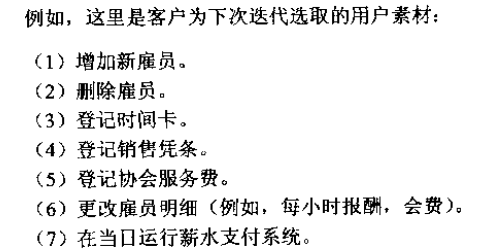 例如，这里是客户为下次迭代选取的用户素材：
（1）增加新雇员。
（2）删除雇员。
（3）登记时间卡。
（4）登记销售凭条。
（5）登记协会服务费。
（6）更改雇员明细（例如，每小时报酬，会费）。
（7）在当日运行薪水支付系统。